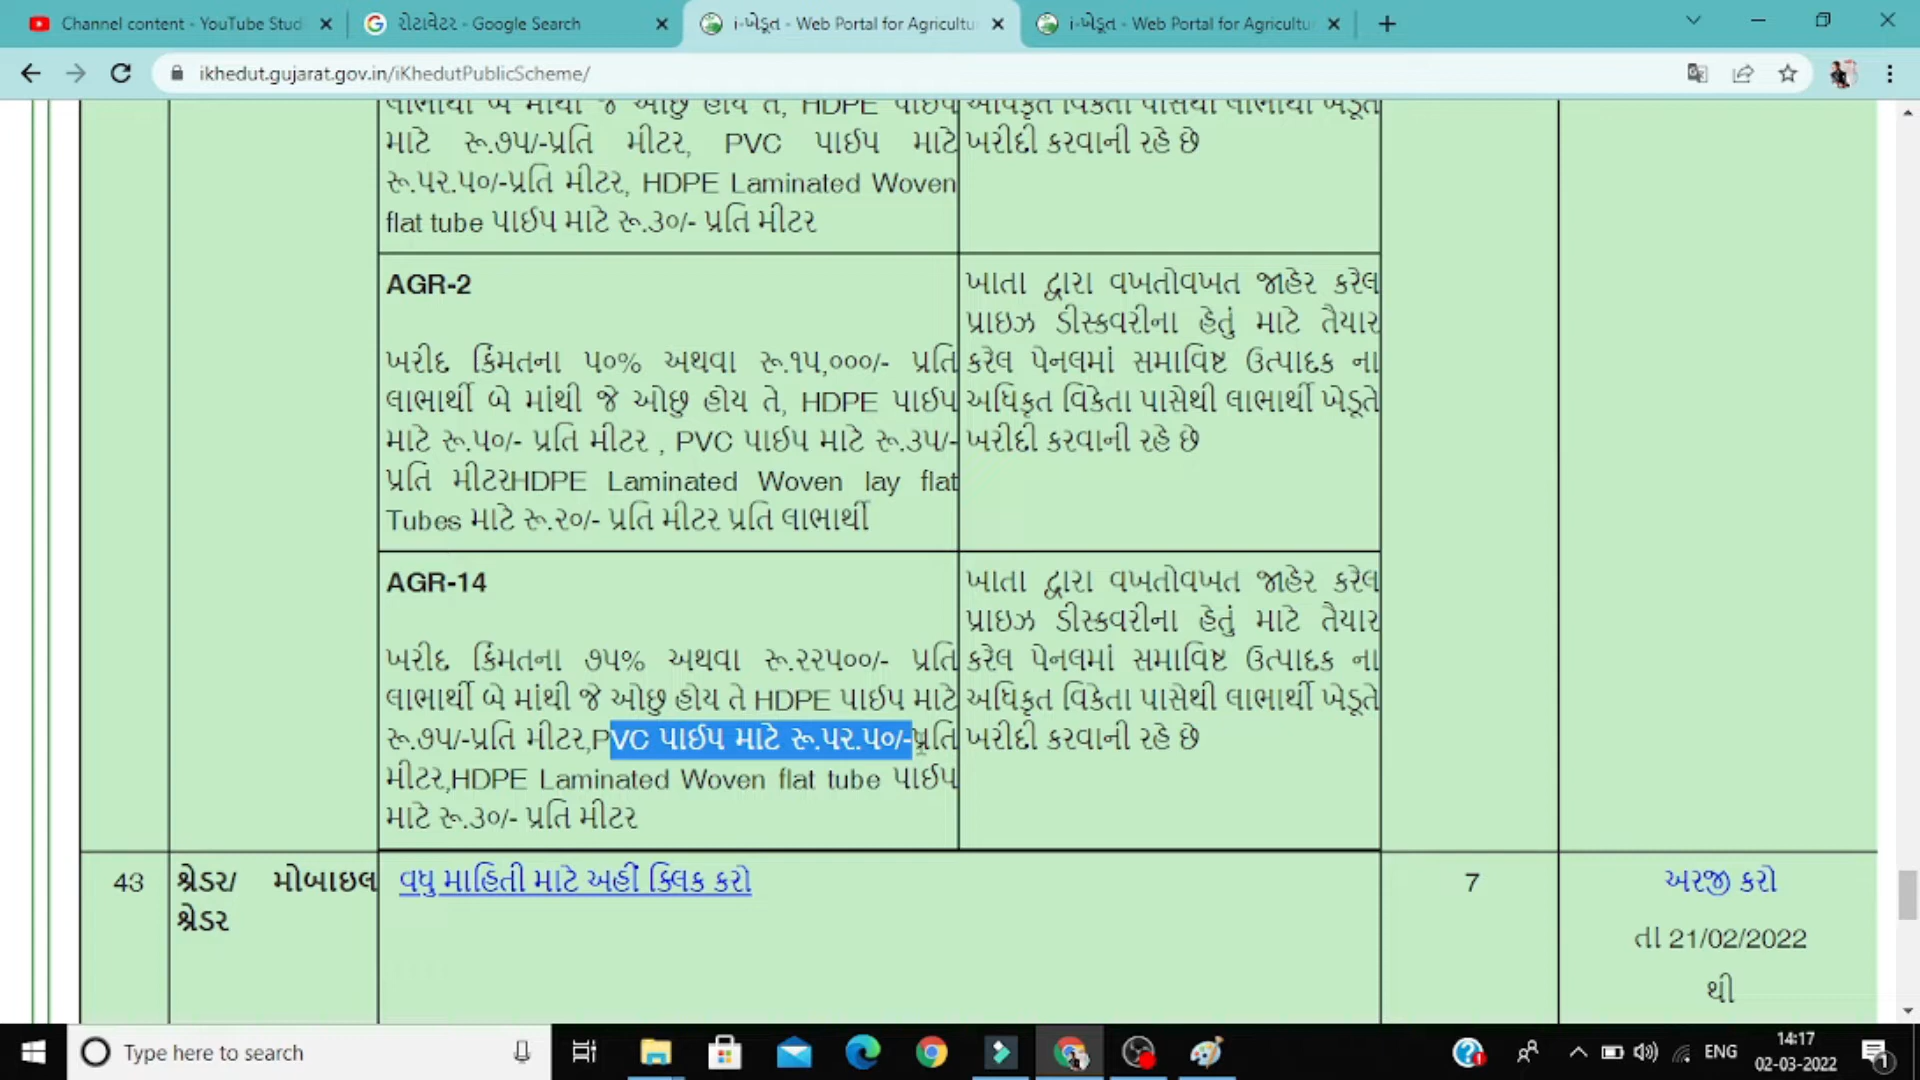 Channel content - YouTube Stud
રોટાવેટર - Google Search
i-ખેડૂત - Web Portal for Agricultu
i-ખેડૂત - Web Portal for Agricultu
ikhedut.gujarat.gov.in/iKhedutPublicScheme/
લાભાર્થી બે માંથી જે ઓછુ હોય તે, HDPE પાઈપ
માટે રૂ.૭૫/-પ્રતિ મીટર, PVC પાઈપ માટે
રૂ.૫૨.૫૦/-પ્રતિ મીટર, HDPE Laminated Woven
flat tube પાઈપ માટે રૂ.૩૦/- પ્રતિ મીટર
અધિકૃત વિક્રેતા પાસેથી લાભાર્થી ખેડૂતે
ખરીદી કરવાની રહે છે
AGR-2
ખરીદ કિંમતના ૫૦% અથવા રૂ.૧૫,૦૦૦/- પ્રતિ
લાભાર્થી બે માંથી જે ઓછુ હોય તે, HDPE પાઈપ
માટે રૂ.૫૦/- પ્રતિ મીટર , PVC પાઈપ માટે રૂ.૩૫/-
પ્રતિ મીટરHDPE Laminated Woven lay flat
Tubes માટે રૂ.૨૦/- પ્રતિ મીટર પ્રતિ લાભાર્થી
ખાતા દ્વારા વખતોવખત જાહેર કરેલ
પ્રાઇઝ ડીસ્કવરીના હેતું માટે તૈયાર
કરેલ પેનલમાં સમાવિષ્ટ ઉત્પાદક ના
અધિકૃત વિક્રેતા પાસેથી લાભાર્થી ખેડૂતે
ખરીદી કરવાની રહે છે
AGR-14
ખરીદ કિંમતના ૭૫% અથવા રૂ.૨૨૫૦૦/- પ્રતિ
લાભાર્થી બે માંથી જે ઓછુ હોય તે HDPE પાઈપ માટે
રૂ.૭૫/-પ્રતિ મીટર,PVC પાઈપ માટે રૂ.૫૨.૫૦/-પ્રતિ
મીટર,HDPE Laminated Woven flat tube પાઈપ
માટે રૂ.૩૦/- પ્રતિ મીટર
ખાતા દ્વારા વખતોવખત જાહેર કરેલ
પ્રાઇઝ ડીસ્કવરીના હેતું માટે તૈયાર
કરેલ પેનલમાં સમાવિષ્ટ ઉત્પાદક ના
અધિકૃત વિક્રેતા પાસેથી લાભાર્થી ખેડૂતે
ખરીદી કરવાની રહે છે
43
શ્રેડર/ મોબાઇલ
શ્રેડર
વધુ માહિતી માટે અહીં ક્લિક કરો
7
અરજી કરો
તા 21/02/2022
થી
Type here to search
ENG
14:17
02-03-2022
1